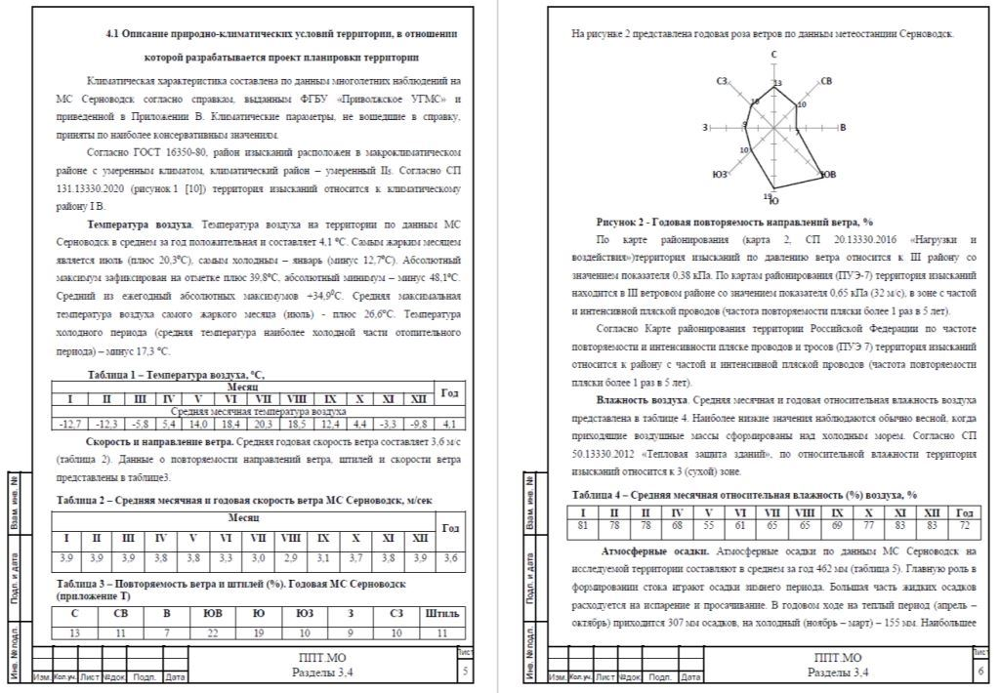 4.1 Описание природно-климатических условий территории, в отношении
которой разрабатывается проект планировки территории
Климатическая характеристика составлена по данным многолетних наблюдений на
МС Серноводск согласно справкам, выданным ФГБУ «Приволжское УГМС» и
приведенной в Приложении В. Климатические параметры, не вошедшие в справку,
приняты по наиболее консервативным значениям.
Согласно ГОСТ 16350-80, район изысканий расположен в макроклиматическом
районе с умеренным климатом, климатический район – умеренный II₅. Согласно СП
131.13330.2020 (рисунок 1 [10]) территория изысканий относится к климатическому
району I В.
Температура воздуха. Температура воздуха на территории по данным МС
Серноводск в среднем за год положительная и составляет 4,1 °С. Самым жарким месяцем
является июль (плюс 20,3⁰С), самым холодным – январь (минус 12,7⁰С). Абсолютный
максимум зафиксирован на отметке плюс 39,8⁰С, абсолютный минимум – минус 48,1⁰С.
Средний из ежегодный абсолютных максимумов +34,9⁰С. Средняя максимальная
температура воздуха самого жаркого месяца (июль) - плюс 26,6°С. Температура
холодного периода (средняя температура наиболее холодной части отопительного
периода) – минус 17,3 °С.
Таблица 1 – Температура воздуха, °С,
Месяц Год
I II III IV V VI VII VIII IX X XI XII
Средняя месячная температура воздуха
-12,7 -12,3 -5,8 5,4 14,0 18,4 20,3 18,5 12,4 4,4 -3,3 -9,8 4,1
Скорость и направление ветра. Средняя годовая скорость ветра составляет 3,6 м/с
(таблица 2). Данные о повторяемости направлений ветра, штилей и скорости ветра
представлены в таблице3.
Таблица 2 – Средняя месячная и годовая скорость ветра МС Серноводск, м/сек
Месяц Год
I II III IV V VI VII VIII IX X XI XII
3,9 3,9 3,9 3,8 3,8 3,3 3,0 2,9 3,1 3,7 3,8 3,9 3,6
Таблица 3 – Повторяемость ветра и штилей (%). Годовая МС Серноводск
(приложение Т)
С СВ В ЮВ Ю ЮЗ З СЗ Штиль
13 11 7 22 19 10 9 10 11
Взам. инв. №
Подп. и дата
Инв. № подл.
Изм. Кол.уч. Лист №док. Подп. Дата
ППТ.МО
Разделы 3,4
Лист
5
На рисунке 2 представлена годовая роза ветров по данным метеостанции Серноводск.
С
СЗ СВ
13
10 10
З 9 7 В
10
ЮЗ ЮВ
19
Ю
Рисунок 2 - Годовая повторяемость направлений ветра, %
По карте районирования (карта 2, СП 20.13330.2016 «Нагрузки и
воздействия»)территория изысканий по давлению ветра относится к III району со
значением показателя 0,38 кПа. По картам районирования (ПУЭ-7) территория изысканий
находится в III ветровом районе со значением показателя 0,65 кПа (32 м/с), в зоне с частой
и интенсивной пляской проводов (частота повторяемости пляски более 1 раз в 5 лет).
Согласно Карте районирования территории Российской Федерации по частоте
повторяемости и интенсивности пляске проводов и тросов (ПУЭ 7) территория изысканий
относится к району с частой и интенсивной пляской проводов (частота повторяемости
пляски более 1 раз в 5 лет).
Влажность воздуха. Средняя месячная и годовая относительная влажность воздуха
представлена в таблице 4. Наиболее низкие значения наблюдаются обычно весной, когда
приходящие воздушные массы сформированы над холодным морем. Согласно СП
50.13330.2012 «Тепловая защита зданий», по относительной влажности территория
изысканий относится к 3 (сухой) зоне.
Таблица 4 – Средняя месячная относительная влажность (%) воздуха, %
I II II IV V VI VII VIII IX X XI XII Год
81 78 78 68 55 61 65 65 69 77 83 83 72
Атмосферные осадки. Атмосферные осадки по данным МС Серноводск на
исследуемой территории составляют в среднем за год 462 мм (таблица 5). Главную роль в
формировании стока играют осадки зимнего периода. Большая часть жидких осадков
расходуется на испарение и просачивание. В годовом ходе на теплый период (апрель –
октябрь) приходится 307 мм осадков, на холодный (ноябрь – март) – 155 мм. Наибольшее
Взам. инв. №
Подп. и дата
Инв. № подл.
Изм. Кол.уч. Лист №док. Подп. Дата
ППТ.МО
Разделы 3,4
Лист
6